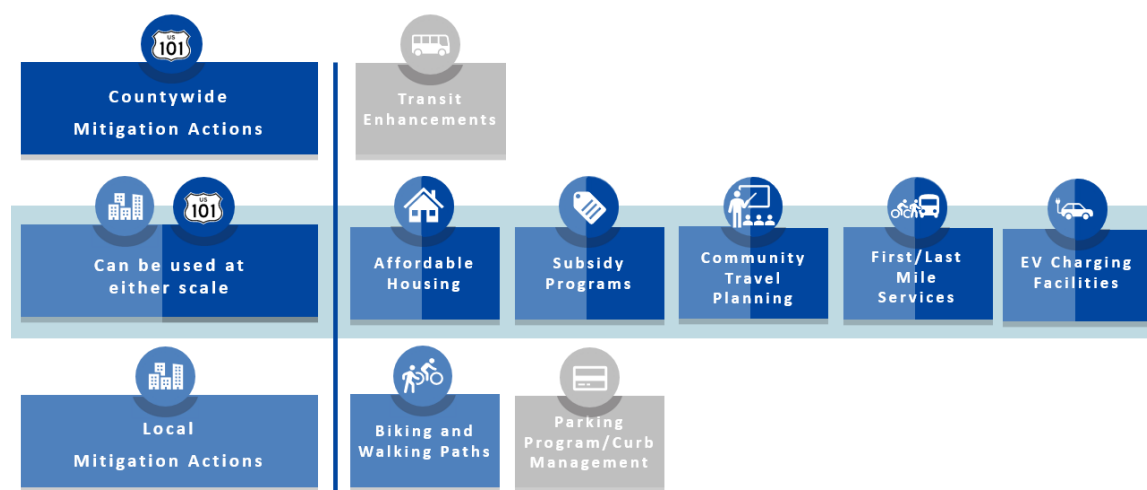 US
101
Countywide
Mitigation Actions
Transit
Enhancements
US
101
Can be used at
either scale
Affordable
Housing
Subsidy
Programs
Community
Travel
Planning
First/Last
Mile
Services
EV Charging
Facilities
Local
Mitigation Actions
Biking and
Walking Paths
Parking
Program/Curb
Management